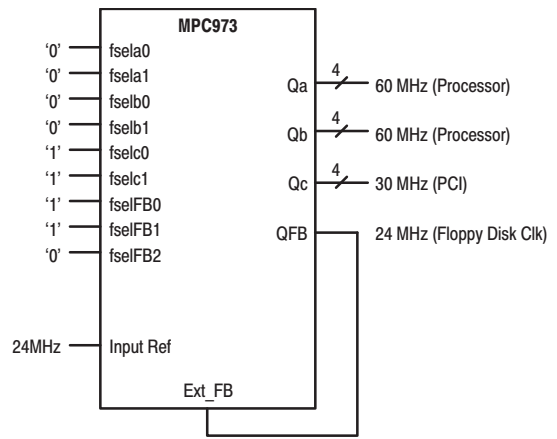 MPC973
‘0’ fsela0
‘0’ fsela1
‘0’ fselb0
‘0’ fselb1
‘1’ fselc0
‘1’ fselc1
‘1’ fselFB0
‘1’ fselFB1
‘0’ fselFB2
24MHz Input Ref
Ext_FB
Qa 4 60 MHz (Processor)
Qb 4 60 MHz (Processor)
Qc 4 30 MHz (PCI)
QFB 24 MHz (Floppy Disk Clk)